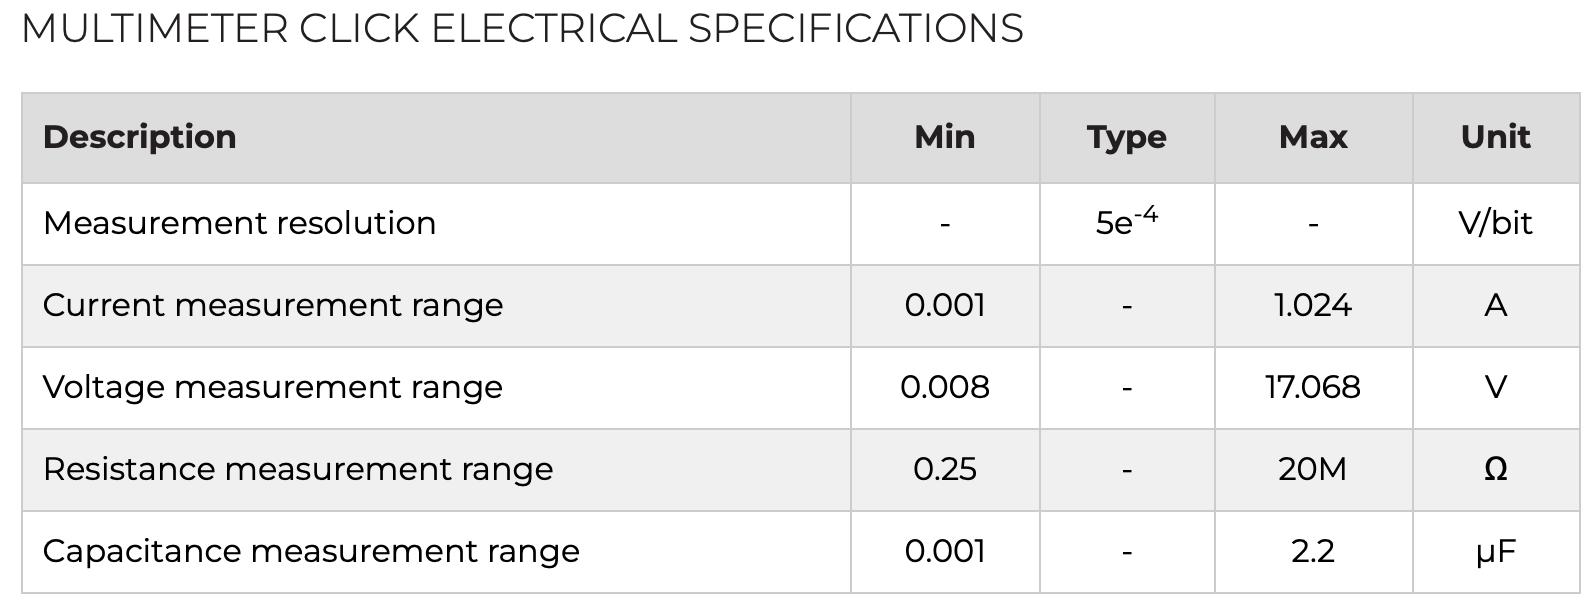 MULTIMETER CLICK ELECTRICAL SPECIFICATIONS
Description Min Type Max Unit
Measurement resolution - 5e⁻⁴ - V/bit
Current measurement range 0.001 - 1.024 A
Voltage measurement range 0.008 - 17.068 V
Resistance measurement range 0.25 - 20M Ω
Capacitance measurement range 0.001 - 2.2 µF